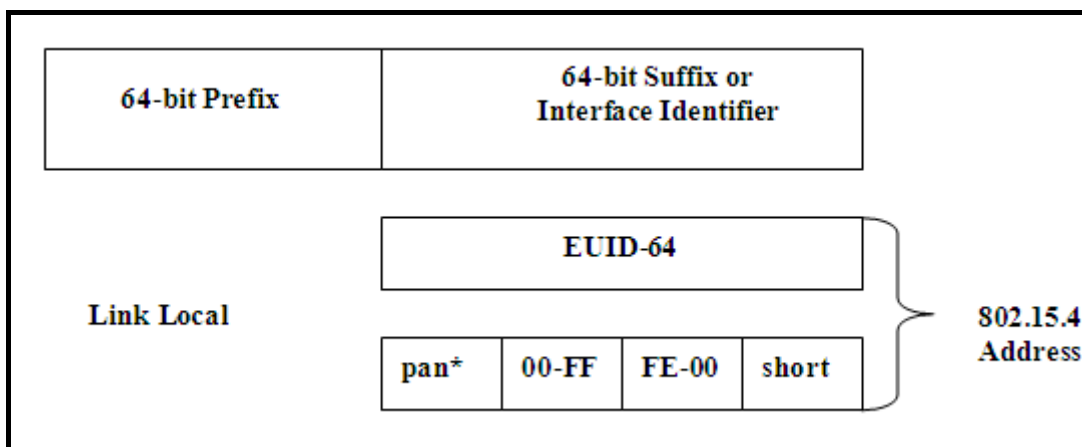 64-bit Prefix
64-bit Suffix or
Interface Identifier
EUID-64
Link Local
802.15.4
Address
pan*
00-FF
FE-00
short